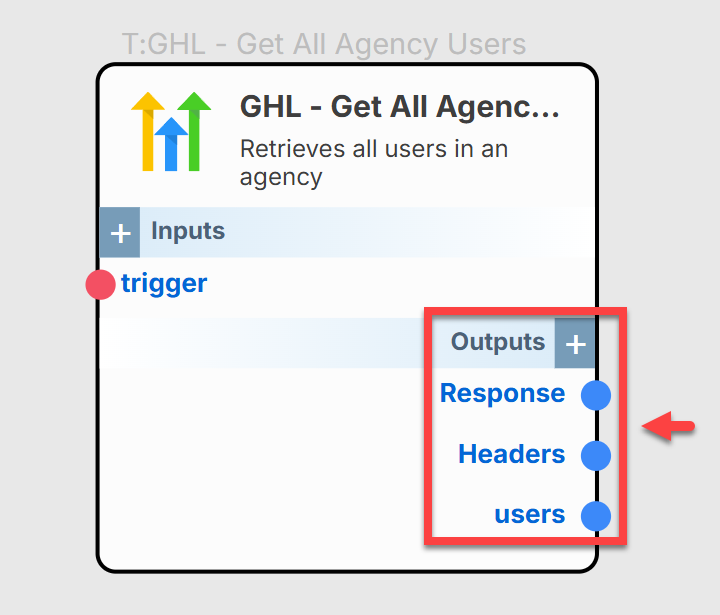 T:GHL - Get All Agency Users
GHL - Get All Agenc...
Retrieves all users in an
agency
+ Inputs
trigger
Outputs +
Response
Headers
users